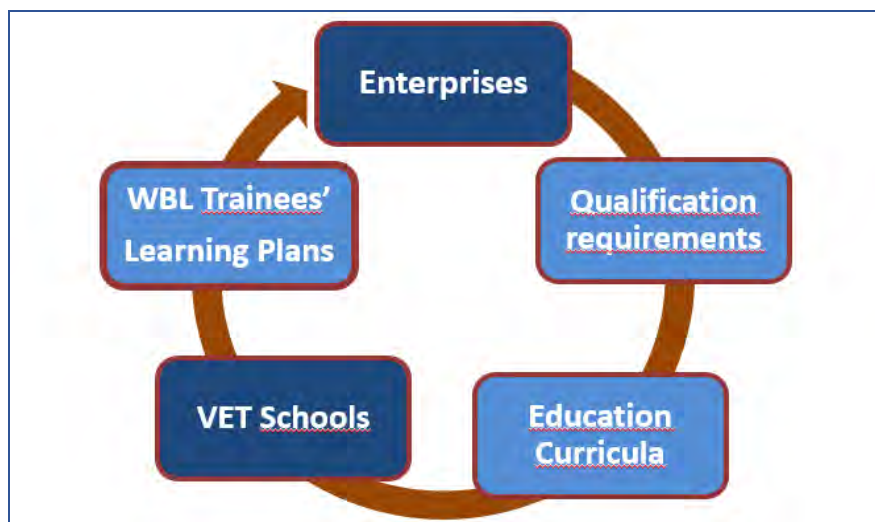 Enterprises
Qualification
requirements
Education
Curricula
VET Schools
WBL Trainees’
Learning Plans